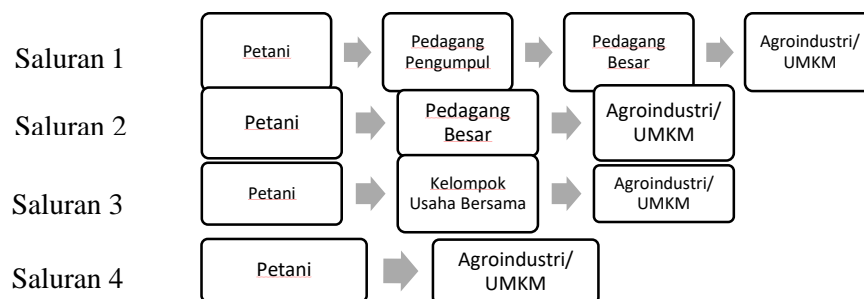 Saluran 1
Petani
Pedagang
Pengumpul
Pedagang
Besar
Agroindustri/
UMKM
Saluran 2
Petani
Pedagang
Besar
Agroindustri/
UMKM
Saluran 3
Petani
Kelompok
Usaha Bersama
Agroindustri/
UMKM
Saluran 4
Petani
Agroindustri/
UMKM